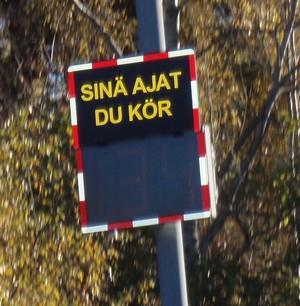 SINÄ AJAT
DU KÖR